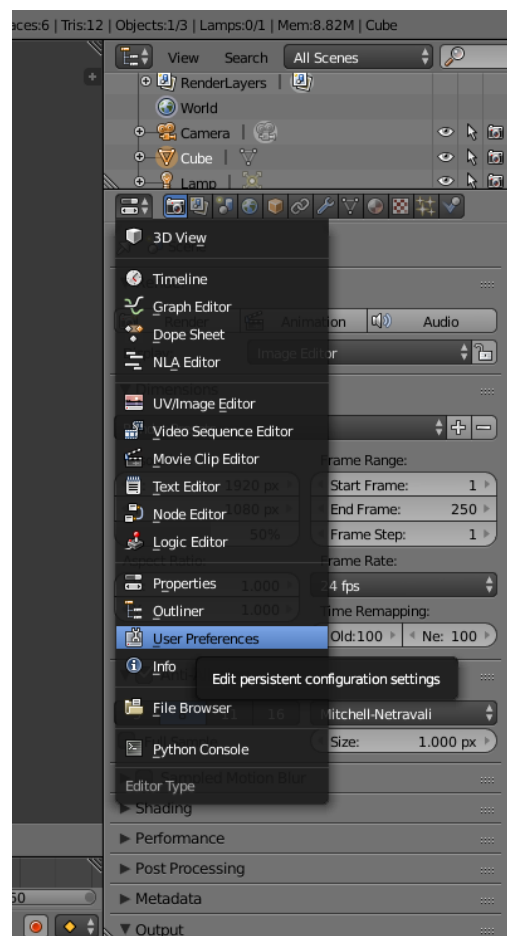 aces:6 | Tris:12 | Objects:1/3 | Lamps:0/1 | Mem:8.82M | Cube
View Search All Scenes
RenderLayers |
World
Camera |
Cube |
Lamp |
3D View
Timeline
Graph Editor
Render Animation Audio
Dope Sheet
Image Editor
NLA Editor
Dimensions
UV/Image Editor
Video Sequence Editor
Movie Clip Editor
Frame Range:
Text Editor 1920 px Start Frame: 1
Node Editor 1080 px End Frame: 250
Logic Editor 50% Frame Step: 1
Aspect Ratio: Frame Rate:
Properties 1.000 24 fps
Outliner 1.000 Time Remapping:
User Preferences Old:100 Ne: 100
Info
Edit persistent configuration settings
File Browser 8 11 16 Mitchell-Netravali
Full Sample Size: 1.000 px
Python Console
Sampled Motion Blur
Editor Type
Shading
Performance
Post Processing
Metadata
50
Output